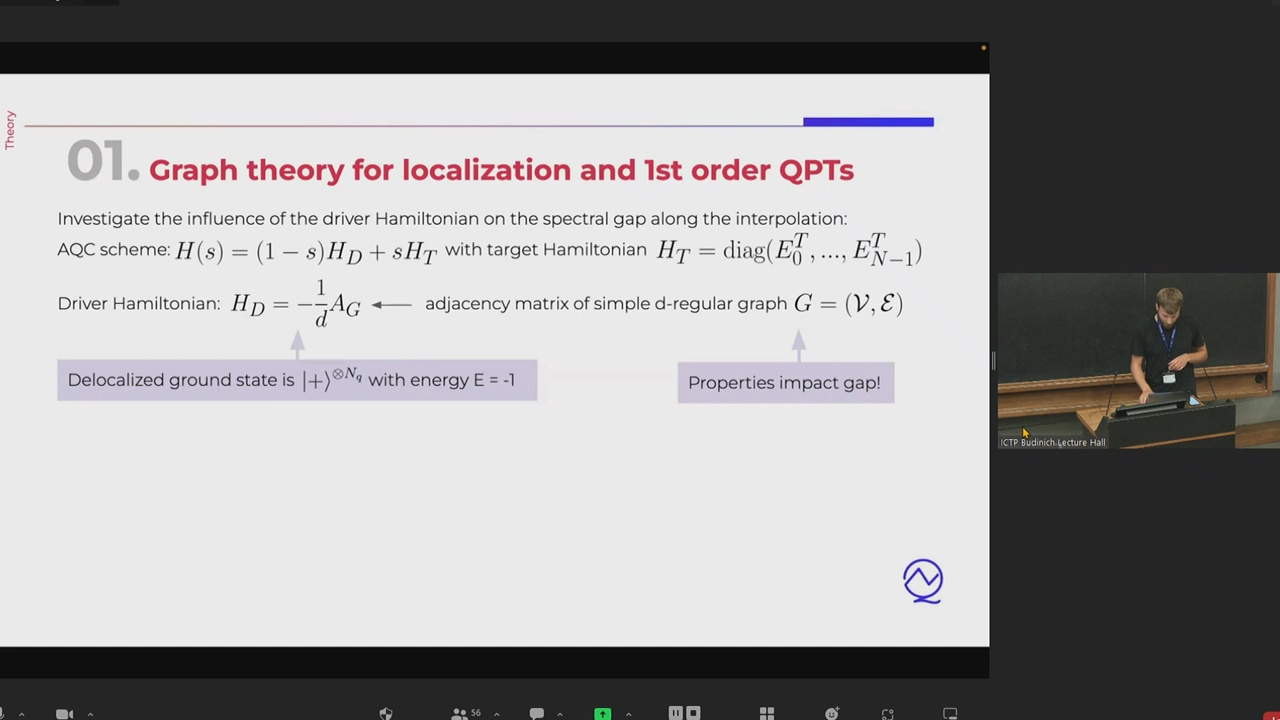 Theory
01. Graph theory for localization and 1st order QPTs
Investigate the influence of the driver Hamiltonian on the spectral gap along the interpolation:
AQC scheme: H(s) = (1 − s)H_D + sH_T with target Hamiltonian H_T = diag(E_0^T, ..., E_{N−1}^T)
Driver Hamiltonian: H_D = −1/d A_G ← adjacency matrix of simple d-regular graph G = (𝒱, ℰ)
Delocalized ground state is |+⟩^{⊗N_q} with energy E = -1
Properties impact gap!
ICTP Budinich Lecture Hall
56